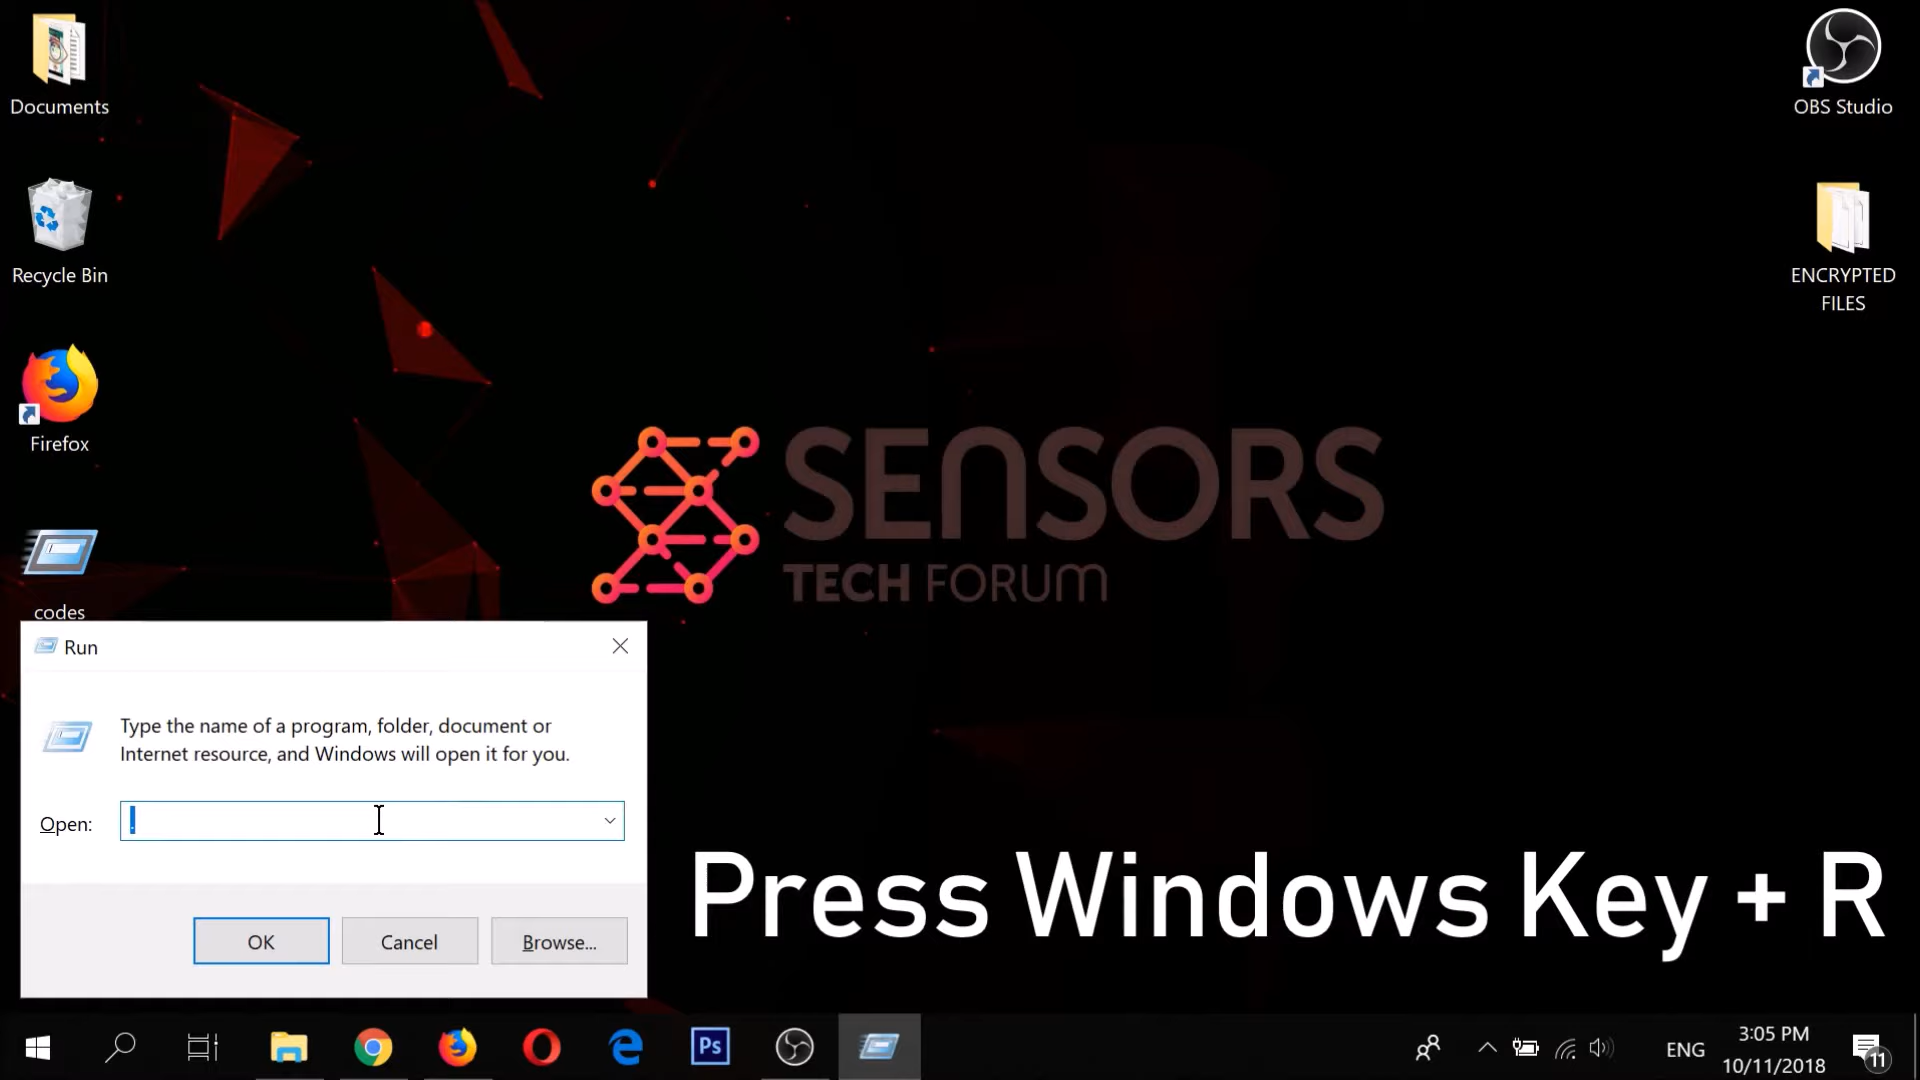 Documents
Recycle Bin
Firefox
codes
OBS Studio
ENCRYPTED
FILES
SENSORS
TECH FORUM
Run
Type the name of a program, folder, document or
Internet resource, and Windows will open it for you.
Open:
.
OK
Cancel
Browse...
Press Windows Key + R
Ps
ENG
3:05 PM
10/11/2018
11